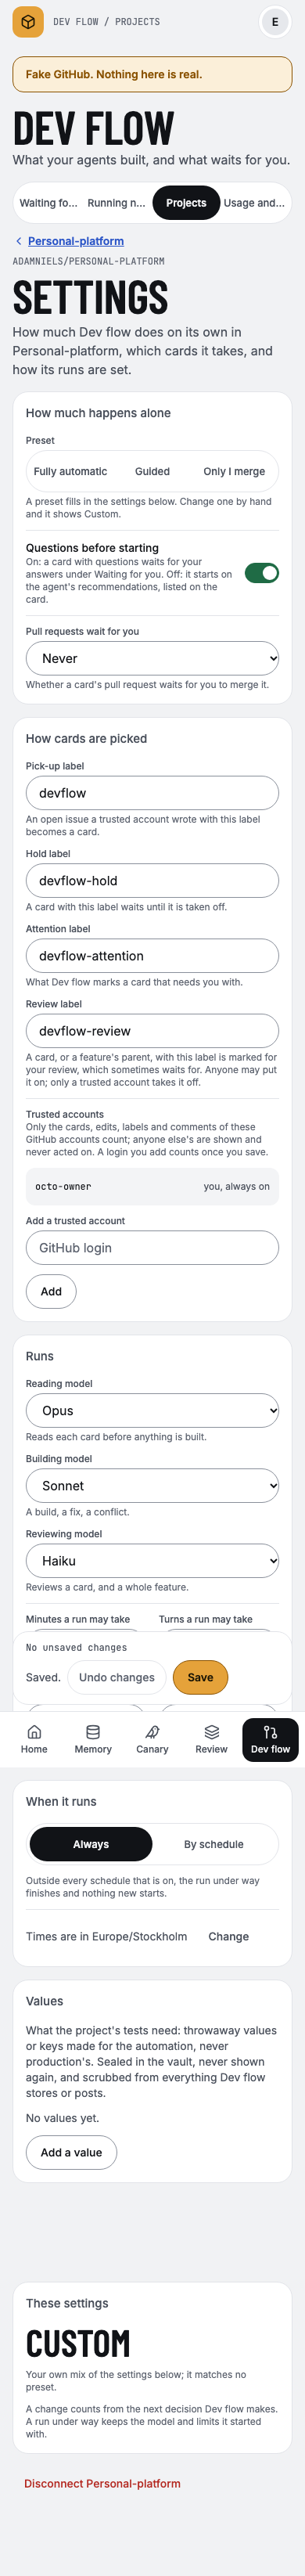 DEV FLOW / PROJECTS
E
Fake GitHub. Nothing here is real.
DEV FLOW
What your agents built, and what waits for you.
Waiting fo...
Running n...
Projects
Usage and...
Personal-platform
ADAMNIELS/PERSONAL-PLATFORM
SETTINGS
How much Dev flow does on its own in
Personal-platform, which cards it takes, and
how its runs are set.
How much happens alone
Preset
Fully automatic
Guided
Only I merge
A preset fills in the settings below. Change one by hand
and it shows Custom.
Questions before starting
On: a card with questions waits for your
answers under Waiting for you. Off: it starts on
the agent's recommendations, listed on the
card.
Pull requests wait for you
Never
Whether a card's pull request waits for you to merge it.
How cards are picked
Pick-up label
devflow
An open issue a trusted account wrote with this label
becomes a card.
Hold label
devflow-hold
A card with this label waits until it is taken off.
Attention label
devflow-attention
What Dev flow marks a card that needs you with.
Review label
devflow-review
A card, or a feature's parent, with this label is marked for
your review, which sometimes waits for. Anyone may put
it on; only a trusted account takes it off.
Trusted accounts
Only the cards, edits, labels and comments of these
GitHub accounts count; anyone else's are shown and
never acted on. A login you add counts once you save.
octo-owner
you, always on
Add a trusted account
GitHub login
Add
Runs
Reading model
Opus
Reads each card before anything is built.
Building model
Sonnet
A build, a fix, a conflict.
Reviewing model
Haiku
Reviews a card, and a whole feature.
Minutes a run may take
Turns a run may take
No unsaved changes
Saved.
Undo changes
Save
Home
Memory
Canary
Review
Dev flow
When it runs
Always
By schedule
Outside every schedule that is on, the run under way
finishes and nothing new starts.
Times are in Europe/Stockholm
Change
Values
What the project's tests need: throwaway values
or keys made for the automation, never
production's. Sealed in the vault, never shown
again, and scrubbed from everything Dev flow
stores or posts.
No values yet.
Add a value
These settings
CUSTOM
Your own mix of the settings below; it matches no
preset.
A change counts from the next decision Dev flow makes.
A run under way keeps the model and limits it started
with.
Disconnect Personal-platform